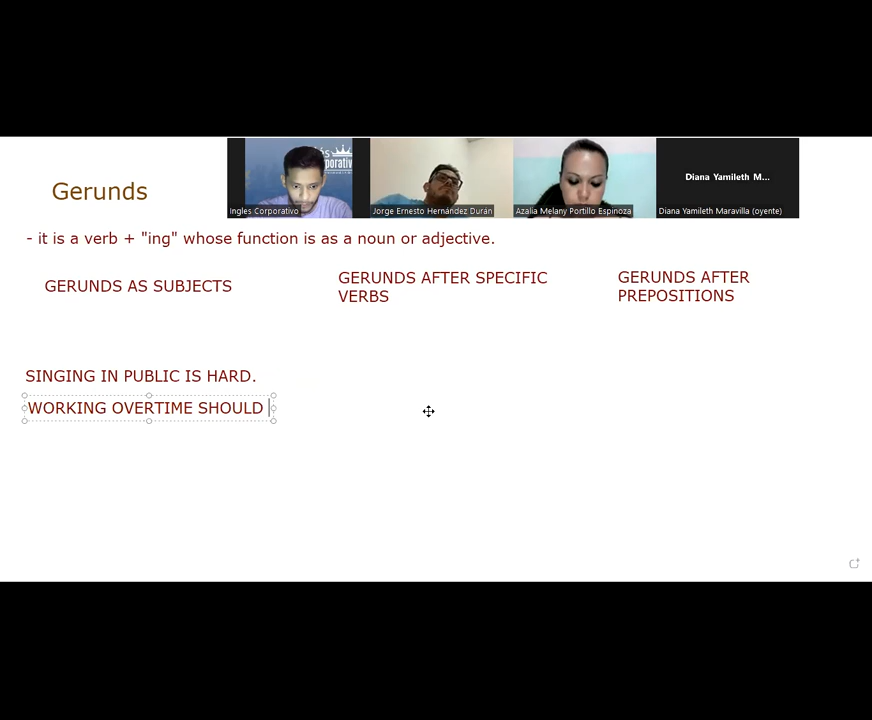 Ingles Corporativo
Jorge Ernesto Hernández Durán
Azalia Melany Portillo Espinoza
Diana Yamileth M...
Diana Yamileth Maravilla (oyente)
Gerunds
- it is a verb + "ing" whose function is as a noun or adjective.
GERUNDS AS SUBJECTS
GERUNDS AFTER SPECIFIC
VERBS
GERUNDS AFTER
PREPOSITIONS
SINGING IN PUBLIC IS HARD.
WORKING OVERTIME SHOULD